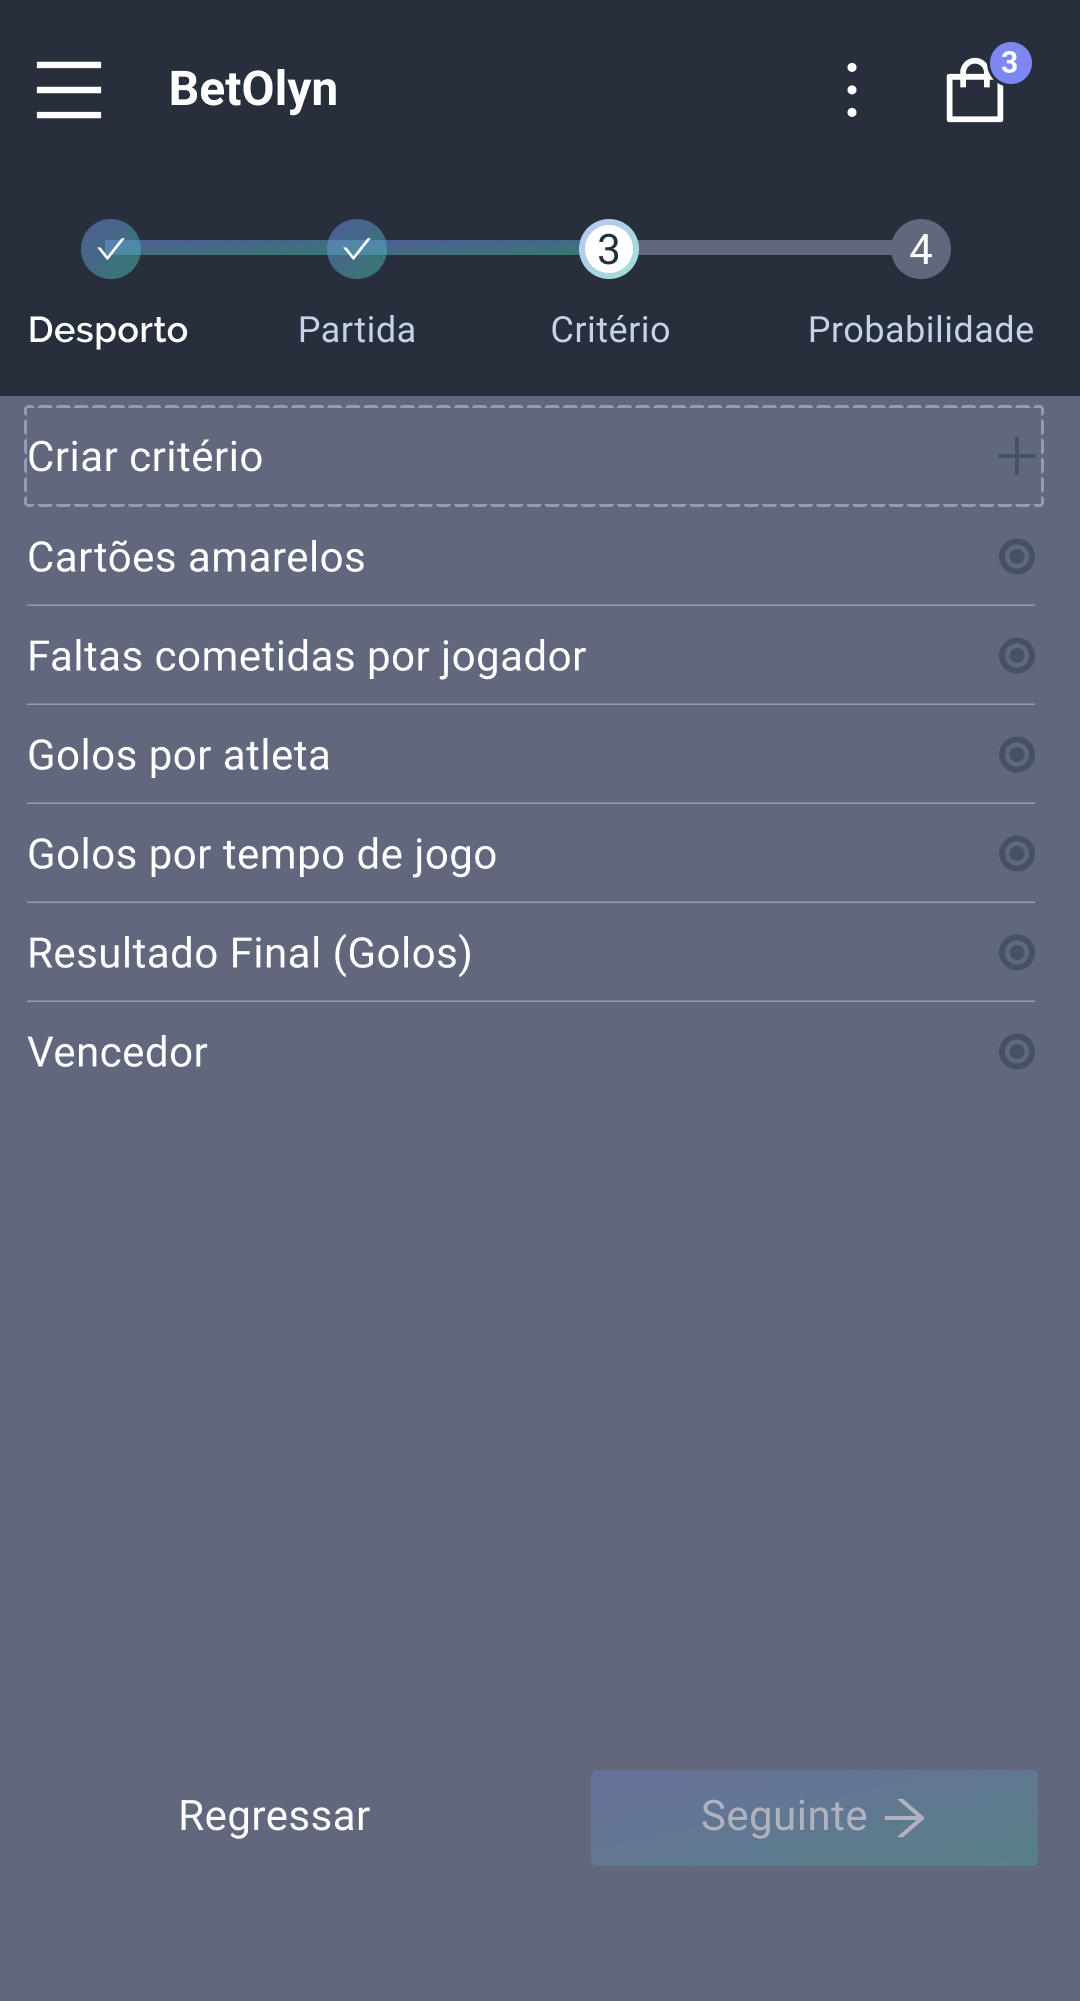 BetOlyn
3
3
4
Desporto
Partida
Critério
Probabilidade
Criar critério
Cartões amarelos
Faltas cometidas por jogador
Golos por atleta
Golos por tempo de jogo
Resultado Final (Golos)
Vencedor
Regressar
Seguinte